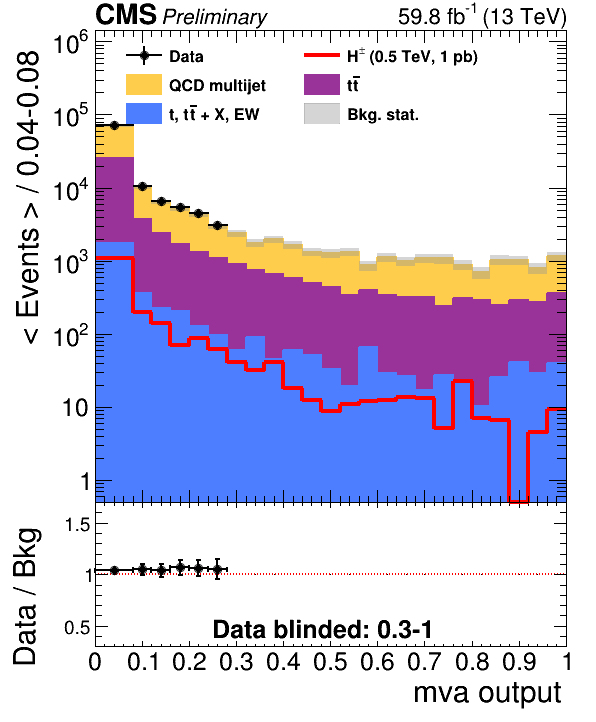 CMS Preliminary 59.8 fb⁻¹ (13 TeV)
< Events > / 0.04-0.08
10⁶
10⁵
10⁴
10³
10²
10
1
Data
H± (0.5 TeV, 1 pb)
QCD multijet
tt̄
t, tt̄ + X, EW
Bkg. stat.
Data / Bkg
1.5
1
0.5
Data blinded: 0.3-1
0 0.1 0.2 0.3 0.4 0.5 0.6 0.7 0.8 0.9 1
mva output